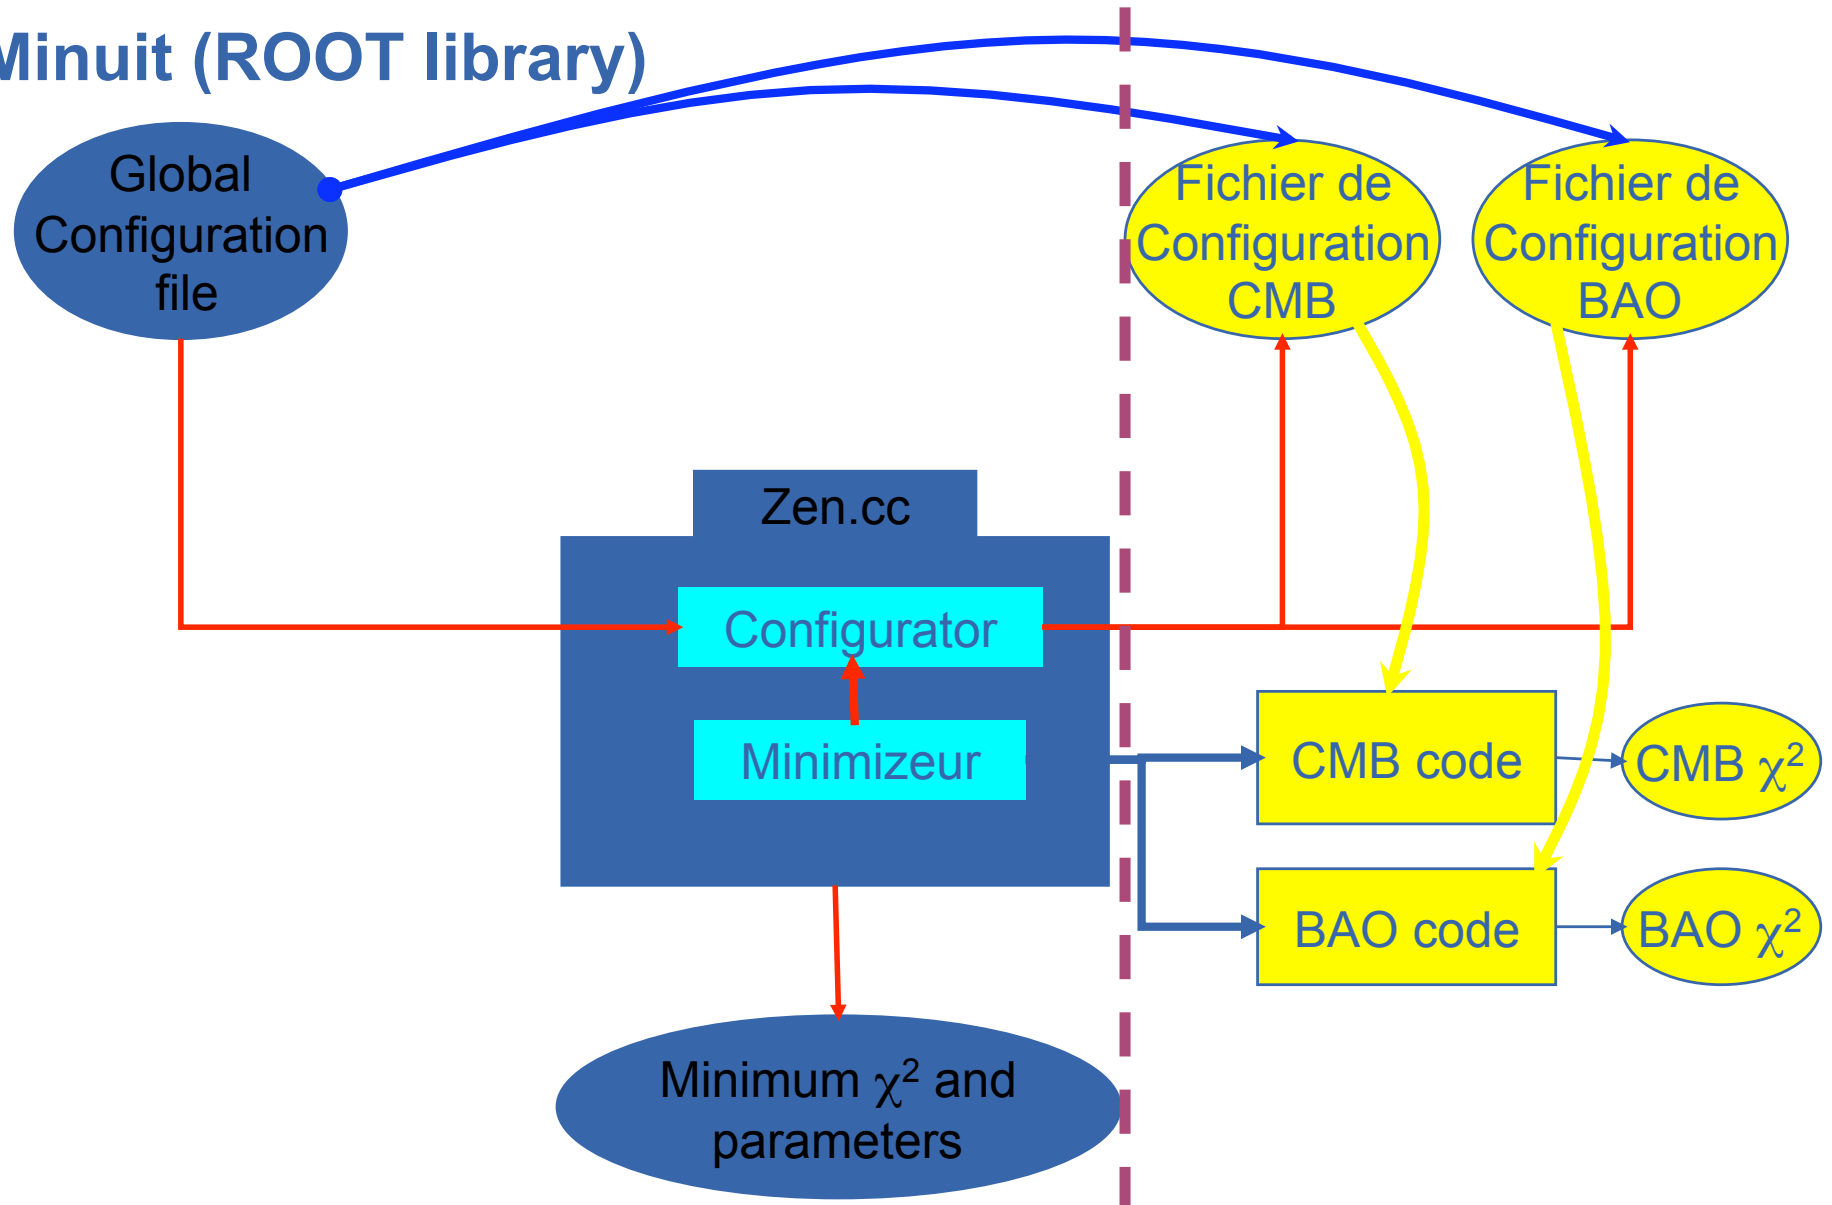 Minuit (ROOT library)
Global
Configuration
file
Fichier de
Configuration
CMB
Fichier de
Configuration
BAO
Zen.cc
Configurator
Minimizeur
CMB code
CMB χ²
BAO code
BAO χ²
Minimum χ² and
parameters